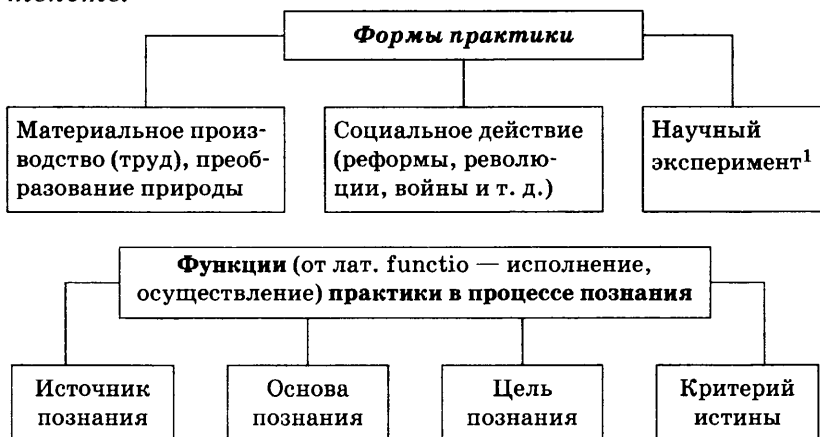 Формы практики
Материальное произ-
водство (труд), преоб-
разование природы
Социальное действие
(реформы, револю-
ции, войны и т. д.)
Научный
эксперимент¹
Функции (от лат. functio — исполнение,
осуществление) практики в процессе познания
Источник
познания
Основа
познания
Цель
познания
Критерий
истины